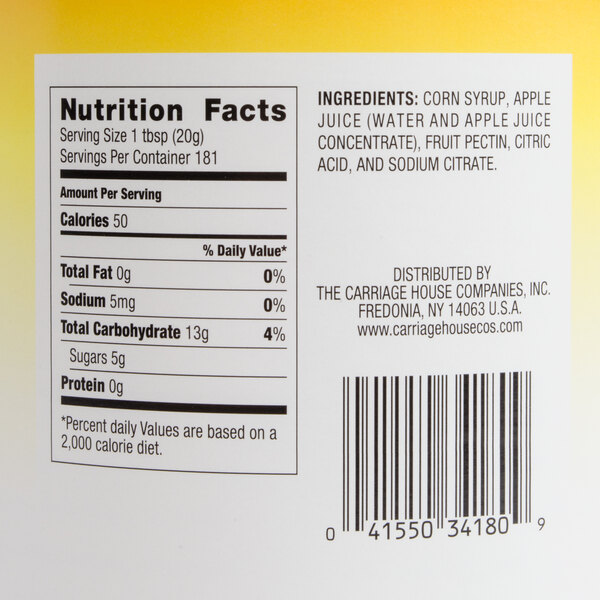 Nutrition Facts
Serving Size 1 tbsp (20g)
Servings Per Container 181
Amount Per Serving
Calories 50
% Daily Value*
Total Fat 0g 0%
Sodium 5mg 0%
Total Carbohydrate 13g 4%
Sugars 5g
Protein 0g
*Percent daily Values are based on a
2,000 calorie diet.
INGREDIENTS: CORN SYRUP, APPLE
JUICE (WATER AND APPLE JUICE
CONCENTRATE), FRUIT PECTIN, CITRIC
ACID, AND SODIUM CITRATE.
DISTRIBUTED BY
THE CARRIAGE HOUSE COMPANIES, INC.
FREDONIA, NY 14063 U.S.A.
www.carriagehousecos.com
0 41550 34180 9